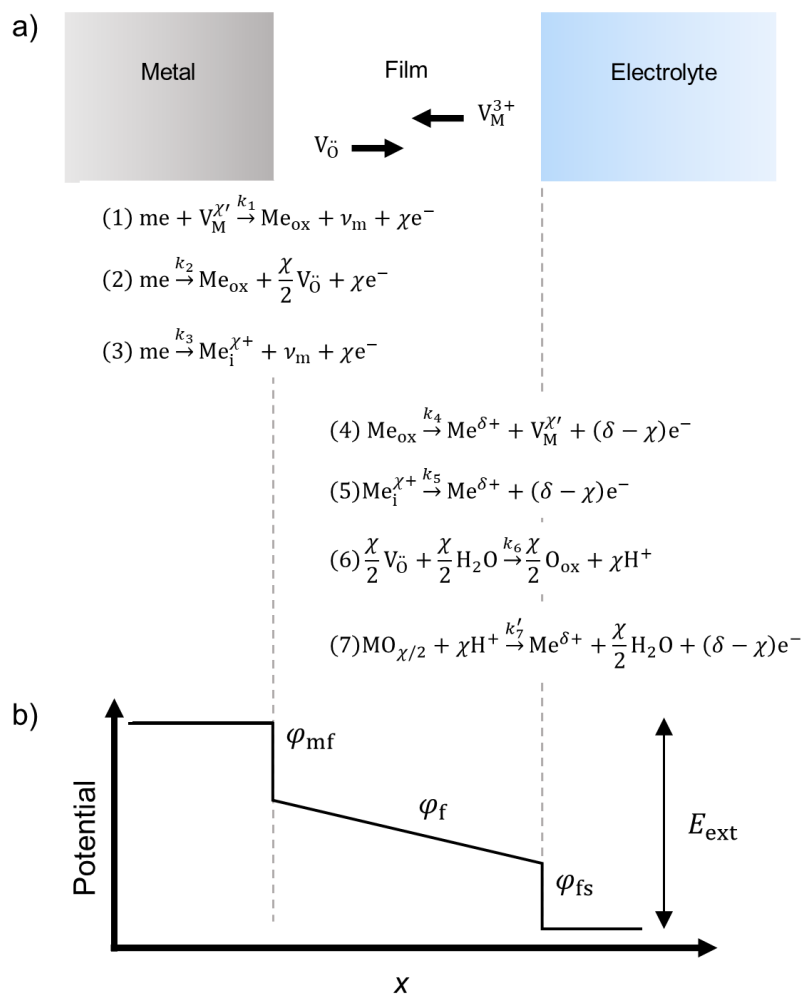 a)
Metal
Film
Electrolyte
V_M^{3+}
V_Ö
(1) me + V_M^{χ′} →^{k_1} Me_ox + ν_m + χe^−
(2) me →^{k_2} Me_ox + χ/2 V_Ö + χe^−
(3) me →^{k_3} Me_i^{χ+} + ν_m + χe^−
(4) Me_ox →^{k_4} Me^{δ+} + V_M^{χ′} + (δ − χ)e^−
(5)Me_i^{χ+} →^{k_5} Me^{δ+} + (δ − χ)e^−
(6) χ/2 V_Ö + χ/2 H_2O →^{k_6} χ/2 O_ox + χH^+
(7)MO_{χ/2} + χH^+ →^{k_7′} Me^{δ+} + χ/2 H_2O + (δ − χ)e^−
b)
φ_mf
φ_f
φ_fs
E_ext
Potential
x